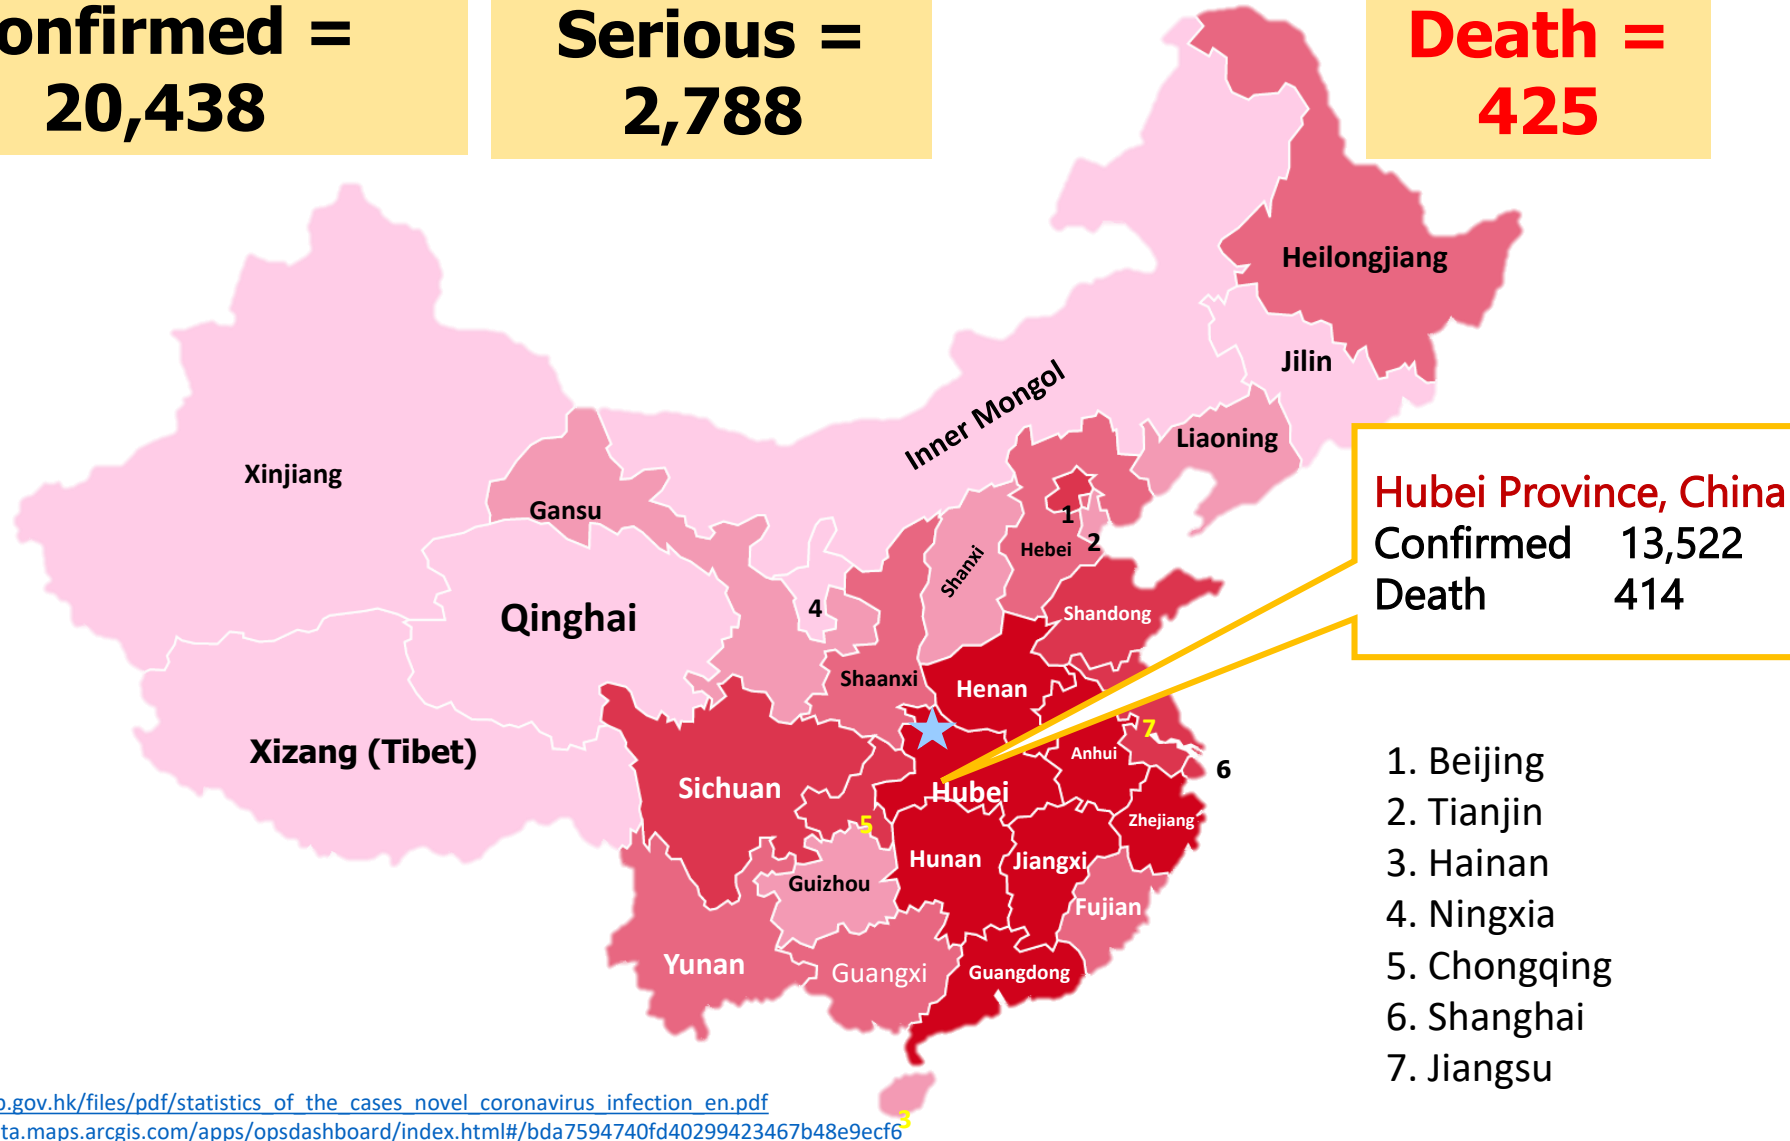 onfirmed =
20,438
Serious =
2,788
Death =
425
Heilongjiang
Jilin
Inner Mongol
Liaoning
Xinjiang
Gansu
Hubei Province, China
Confirmed 13,522
Death 414
1
2
Hebei
Shanxi
4
Qinghai
Shandong
Shaanxi
Henan
Xizang (Tibet)
7
6
Anhui
Sichuan
Hubei
5
Zhejiang
Hunan
Jiangxi
Guizhou
Fujian
Yunan
Guangxi
Guangdong
3
1. Beijing
2. Tianjin
3. Hainan
4. Ningxia
5. Chongqing
6. Shanghai
7. Jiangsu
p.gov.hk/files/pdf/statistics_of_the_cases_novel_coronavirus_infection_en.pdf
ta.maps.arcgis.com/apps/opsdashboard/index.html#/bda7594740fd40299423467b48e9ecf6